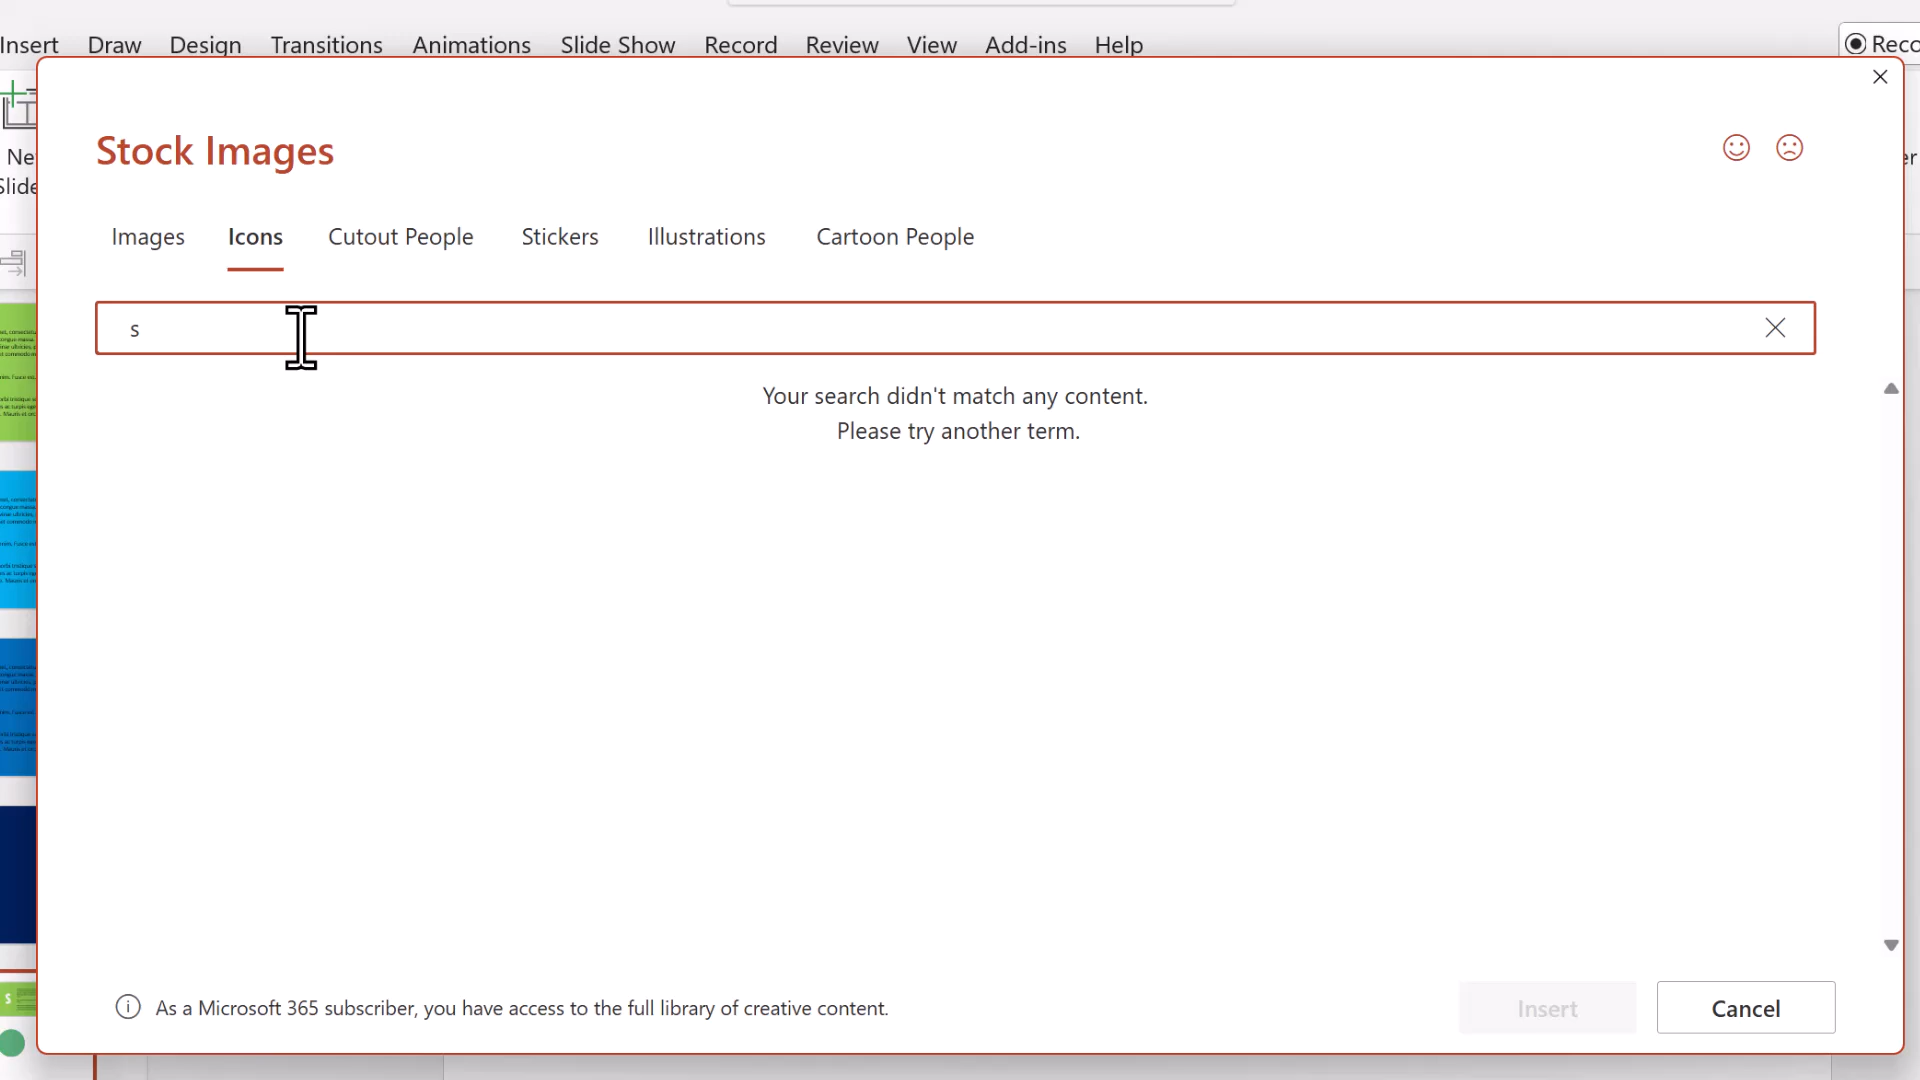 Insert Draw Design Transitions Animations Slide Show Record Review View Add-ins Help Reco
Ne
Slide
er
Stock Images
Images Icons Cutout People Stickers Illustrations Cartoon People
s
Your search didn't match any content.
Please try another term.
As a Microsoft 365 subscriber, you have access to the full library of creative content.
Insert Cancel